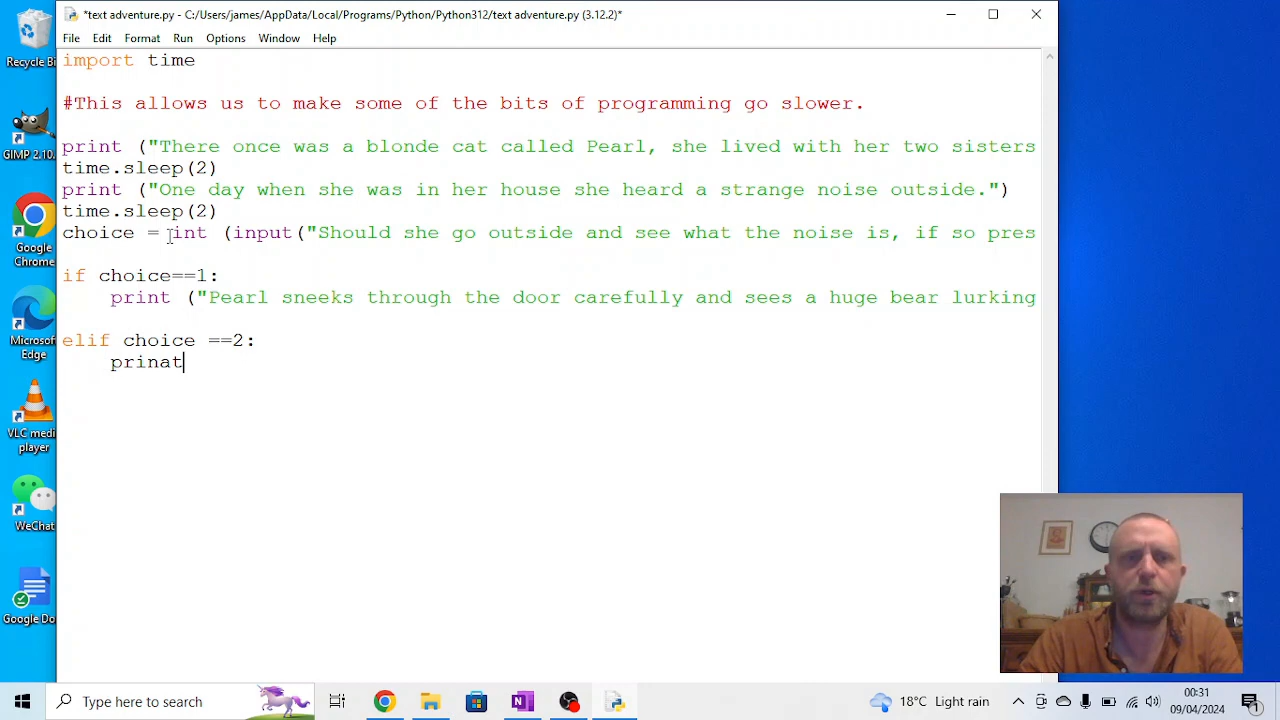 *text adventure.py - C:/Users/james/AppData/Local/Programs/Python/Python312/text adventure.py (3.12.2)*
File Edit Format Run Options Window Help
import time
#This allows us to make some of the bits of programming go slower.
print ("There once was a blonde cat called Pearl, she lived with her two sisters
time.sleep(2)
print ("One day when she was in her house she heard a strange noise outside.")
time.sleep(2)
choice = int (input("Should she go outside and see what the noise is, if so pres
if choice==1:
print ("Pearl sneeks through the door carefully and sees a huge bear lurking
elif choice ==2:
prinat
Recycle Bi
GIMP 2.10.
Google
Chrome
Microsof
Edge
VLC medi
player
WeChat
Google Do
Type here to search
18°C Light rain
00:31
09/04/2024
1